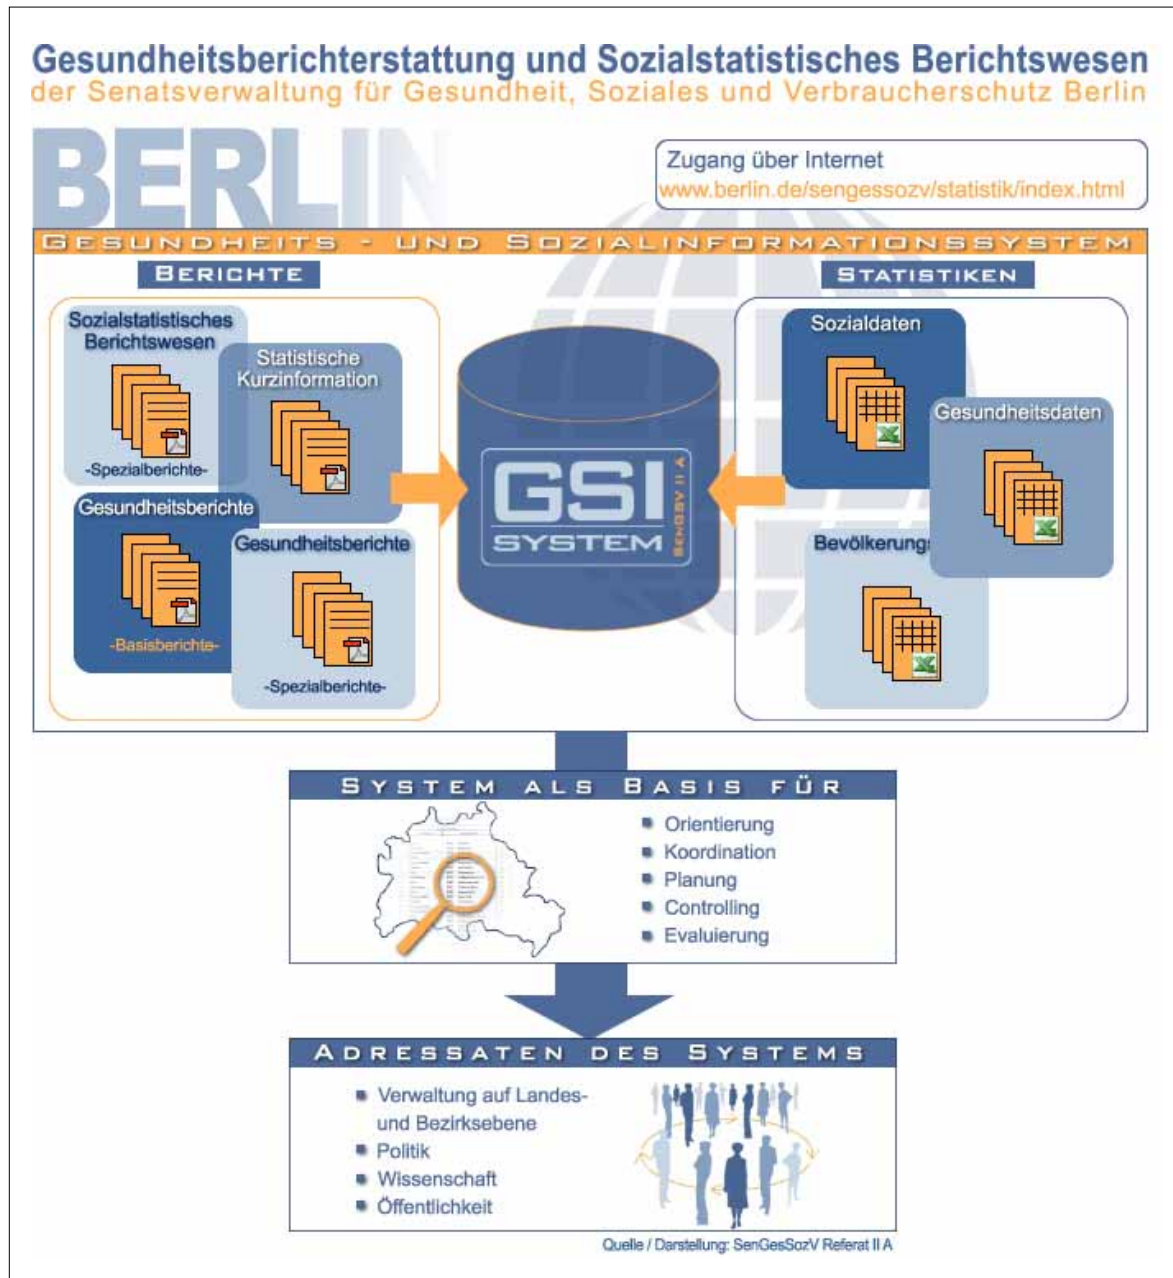 Gesundheitsberichterstattung und Sozialstatistisches Berichtswesen
der Senatsverwaltung für Gesundheit, Soziales und Verbraucherschutz Berlin
BERLIN
Zugang über Internet
www.berlin.de/sengessozv/statistik/index.html
GESUNDHEITS - UND SOZIALINFORMATIONSSYSTEM
BERICHTE
Sozialstatistisches
Berichtswesen
-Spezialberichte-
Statistische
Kurzinformation
Gesundheitsberichte
-Basisberichte-
Gesundheitsberichte
-Spezialberichte-
GSI
SYSTEM
SENGSV II A
STATISTIKEN
Sozialdaten
Gesundheitsdaten
Bevölkerungs
SYSTEM ALS BASIS FÜR
Orientierung
Koordination
Planung
Controlling
Evaluierung
ADRESSATEN DES SYSTEMS
Verwaltung auf Landes-
und Bezirksebene
Politik
Wissenschaft
Öffentlichkeit
Quelle / Darstellung: SenGesSozV Referat II A